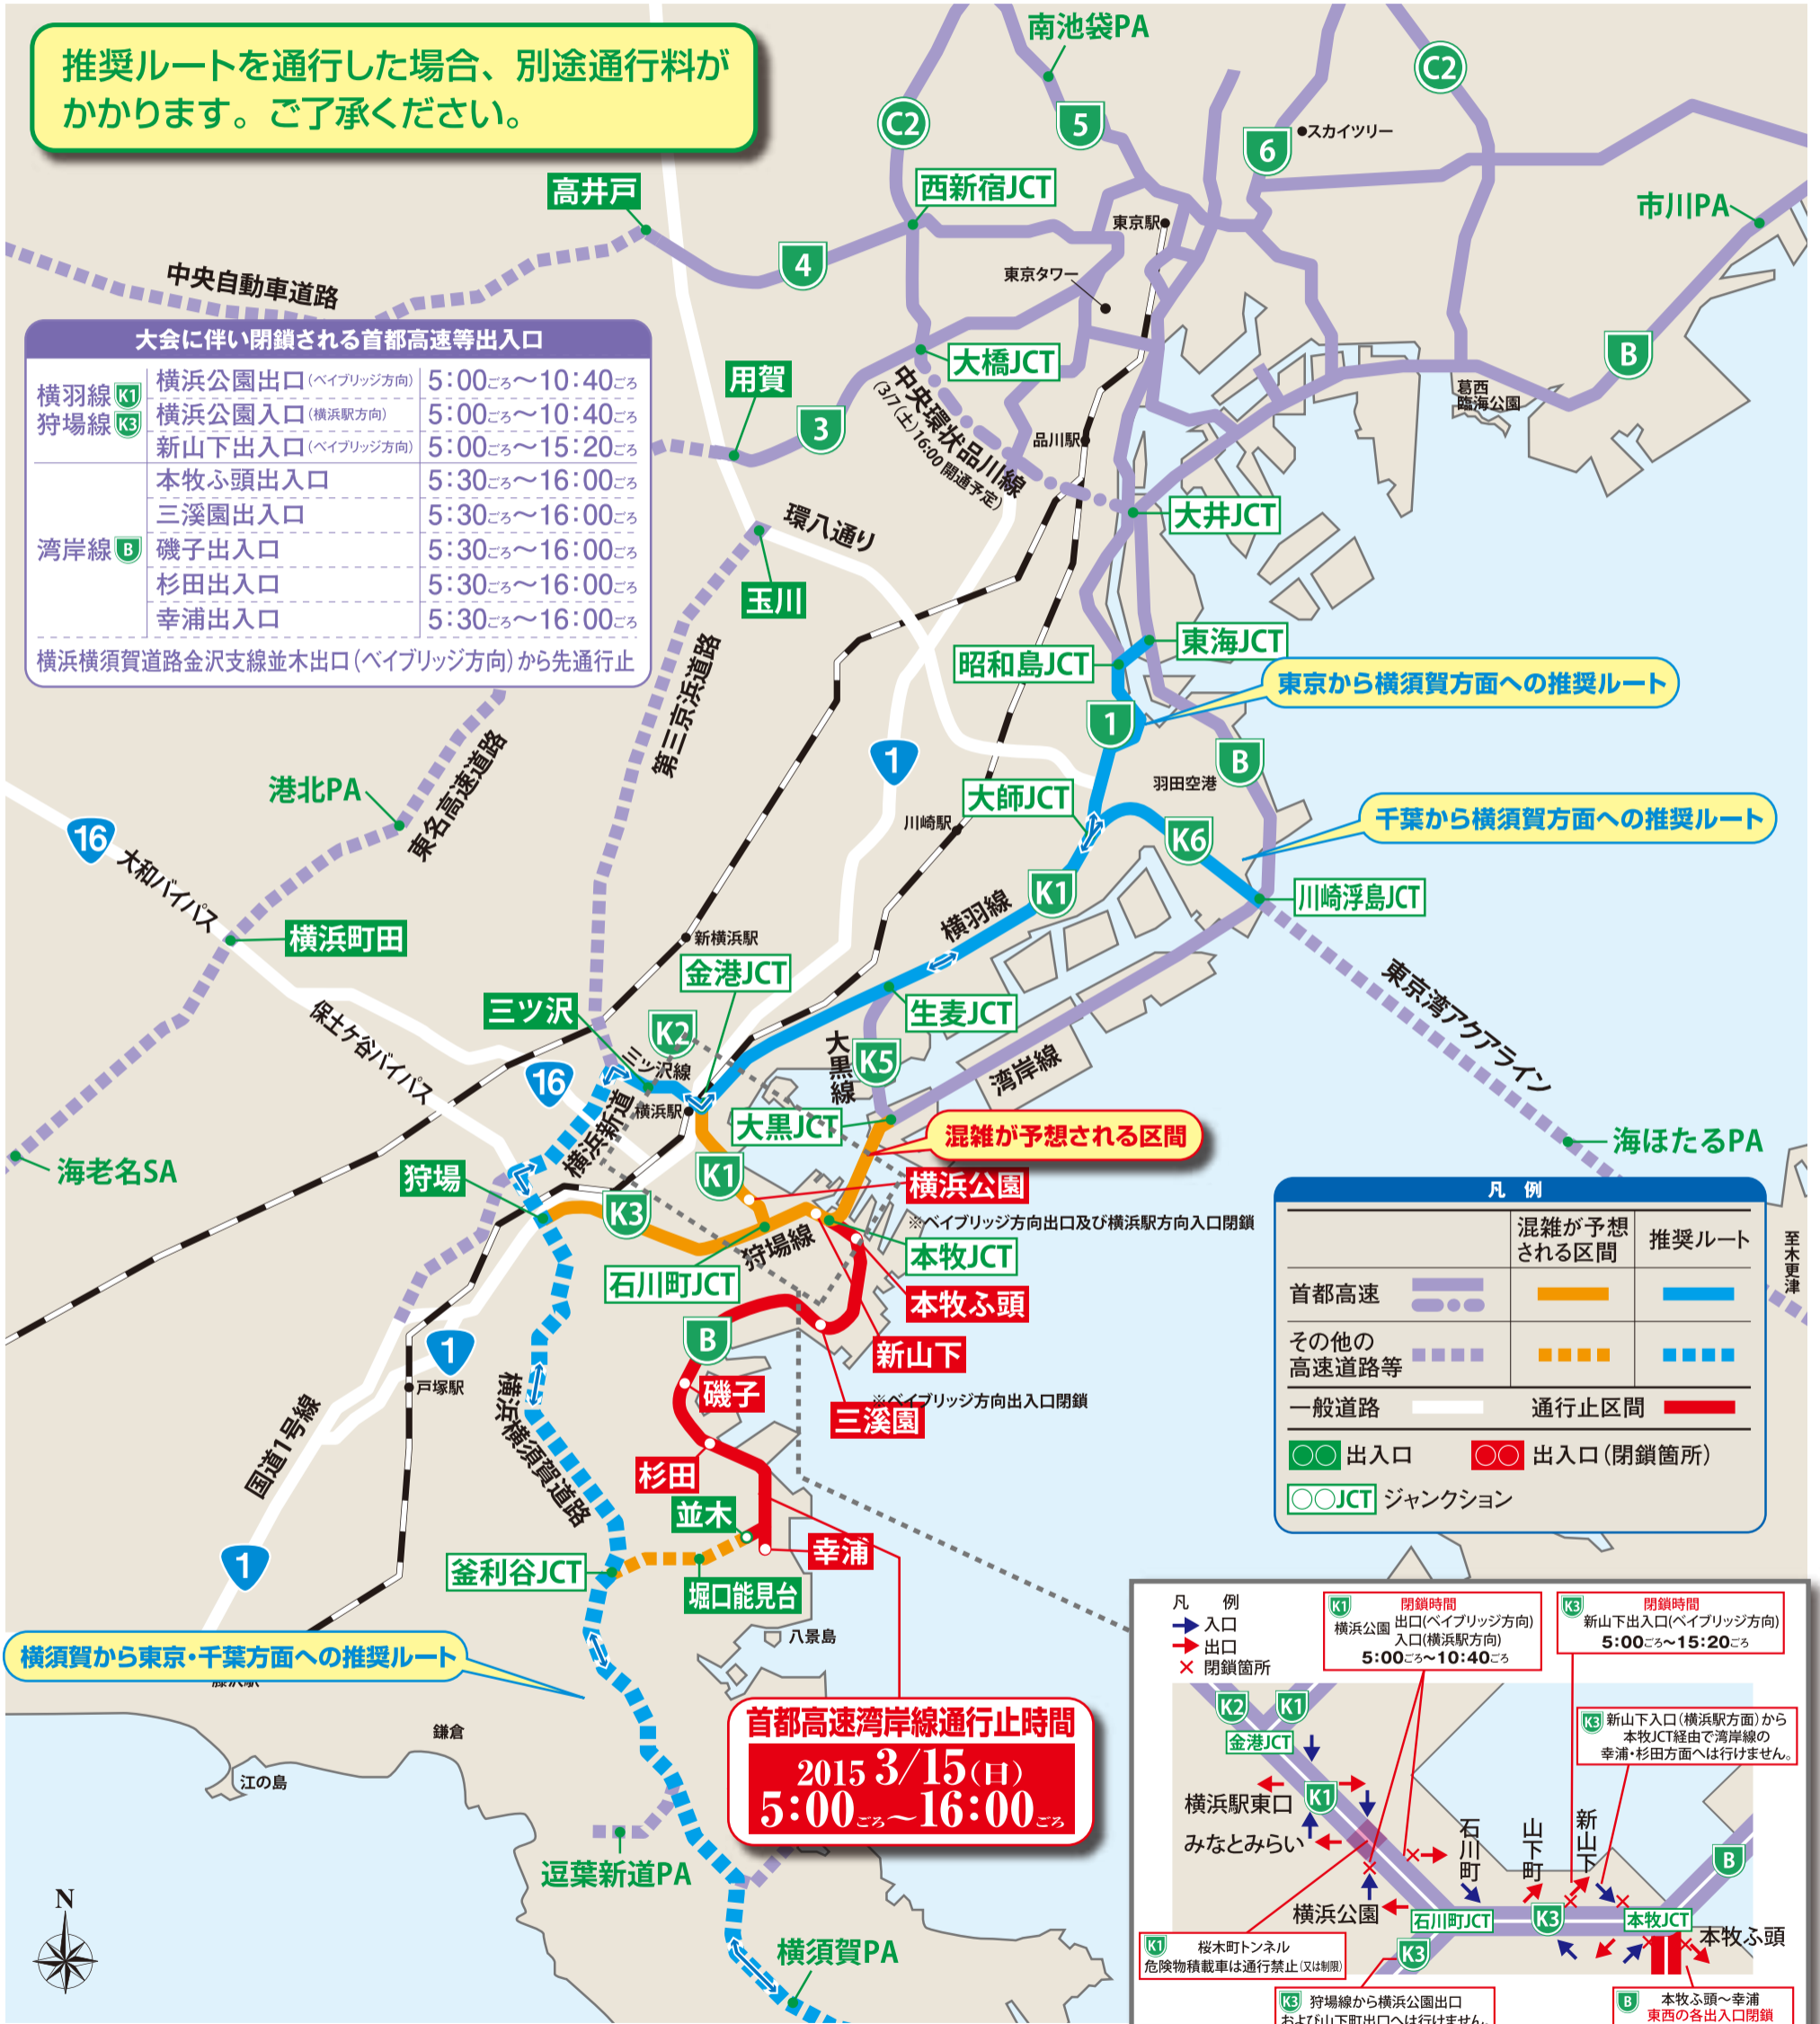 推奨ルートを通行した場合、別途通行料が
かかります。ご了承ください。
南池袋PA
C2
5
C2
6
スカイツリー
高井戸
西新宿JCT
市川PA
東京駅
4
東京タワー
中央自動車道路
大会に伴い閉鎖される首都高速等出入口
横羽線 K1
狩場線 K3
横浜公園出口(ベイブリッジ方向) 5:00ごろ～10:40ごろ
横浜公園入口(横浜駅方向) 5:00ごろ～10:40ごろ
新山下出入口(ベイブリッジ方向) 5:00ごろ～15:20ごろ
湾岸線 B
本牧ふ頭出入口 5:30ごろ～16:00ごろ
三溪園出入口 5:30ごろ～16:00ごろ
磯子出入口 5:30ごろ～16:00ごろ
杉田出入口 5:30ごろ～16:00ごろ
幸浦出入口 5:30ごろ～16:00ごろ
横浜横須賀道路金沢支線並木出口(ベイブリッジ方向)から先通行止
大橋JCT
B
用賀
3
葛西
臨海公園
中央環状品川線
(3/7(土)16:00開通予定)
品川駅
大井JCT
環八通り
玉川
東海JCT
昭和島JCT
東京から横須賀方面への推奨ルート
第三京浜道路
1
1
B
羽田空港
東名高速道路
港北PA
大師JCT
千葉から横須賀方面への推奨ルート
16
川崎駅
K6
大和バイパス
K1
川崎浮島JCT
横羽線
横浜町田
新横浜駅
金港JCT
東京湾アクアライン
三ツ沢
生麦JCT
保土ケ谷バイパス
K2
大黒線
K5
湾岸線
三ツ沢線
16
横浜駅
横浜新道
大黒JCT
混雑が予想される区間
海ほたるPA
海老名SA
狩場
K1
横浜公園
※ベイブリッジ方向出口及び横浜駅方向入口閉鎖
K3
狩場線
本牧JCT
石川町JCT
本牧ふ頭
B
新山下
※ベイブリッジ方向出入口閉鎖
1
戸塚駅
磯子
三溪園
横浜横須賀道路
国道1号線
杉田
並木
幸浦
1
釜利谷JCT
堀口能見台
八景島
横須賀から東京・千葉方面への推奨ルート
藤沢駅
鎌倉
江の島
首都高速湾岸線通行止時間
2015 3/15(日)
5:00ごろ～16:00ごろ
逗葉新道PA
N
横須賀PA
至木更津
凡 例
混雑が予想
される区間
推奨ルート
首都高速
その他の
高速道路等
一般道路
通行止区間
○○ 出入口
○○ 出入口(閉鎖箇所)
○○JCT ジャンクション
凡 例
入口
出口
閉鎖箇所
K1 閉鎖時間
横浜公園 出口(ベイブリッジ方向)
入口(横浜駅方向)
5:00ごろ～10:40ごろ
K3 閉鎖時間
新山下出入口(ベイブリッジ方向)
5:00ごろ～15:20ごろ
K2
K1
金港JCT
K3 新山下入口(横浜駅方面)から
本牧JCT経由で湾岸線の
幸浦・杉田方面へは行けません。
横浜駅東口
K1
みなとみらい
石川町
山下町
新山下
B
横浜公園
石川町JCT
K3
本牧JCT
本牧ふ頭
K1 桜木町トンネル
危険物積載車は通行禁止(又は制限)
K3
K3 狩場線から横浜公園出口
および山下町出口へは行けません。
B 本牧ふ頭～幸浦
東西の各出入口閉鎖